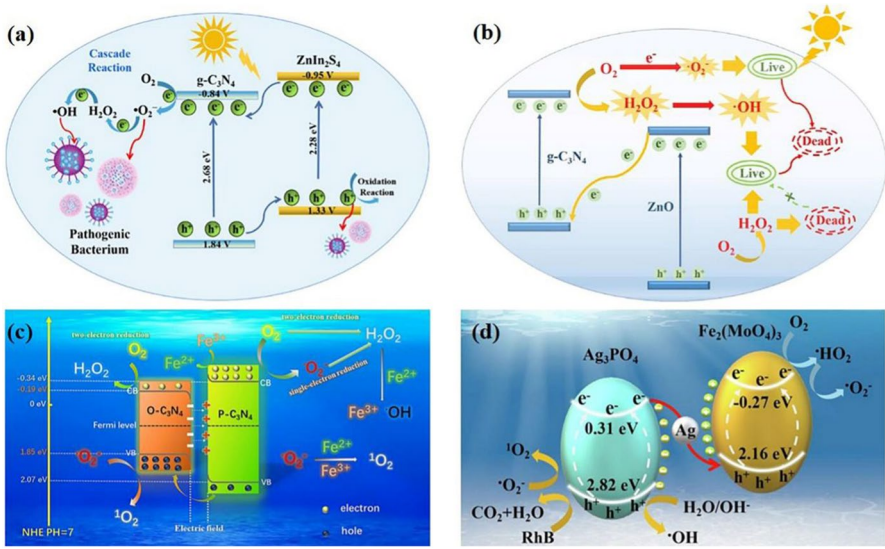 (a)
Cascade
Reaction
O₂
g-C₃N₄
-0.84 V
ZnIn₂S₄
-0.95 V
e⁻
e⁻
e⁻
e⁻
e⁻
e⁻
e⁻
e⁻
e⁻
·OH
H₂O₂
·O₂⁻
2.68 eV
2.28 eV
h⁺
h⁺
h⁺
Oxidation
Reaction
1.33 V
h⁺
h⁺
h⁺
1.84 V
Pathogenic
Bacterium
(b)
O₂
e⁻
·O₂⁻
Live
e⁻ e⁻ e⁻
H₂O₂
·OH
g-C₃N₄
e⁻
e⁻ e⁻ e⁻
Dead
Live
e⁻
h⁺ h⁺ h⁺
ZnO
H₂O₂
Dead
O₂
h⁺ h⁺ h⁺
(c)
two-electron reduction
two-electron reduction
O₂
Fe²⁺
Fe³⁺
O₂
H₂O₂
H₂O₂
O₂
Fe²⁺
single-electron reduction
-0.34 eV
-0.19 eV
CB
CB
0 eV
O-C₃N₄
P-C₃N₄
Fe³⁺
·OH
Fermi level
1.05 eV
VB
·O₂⁻
·O₂⁻
Fe²⁺
Fe³⁺
¹O₂
2.07 eV
VB
¹O₂
Electric field
electron
hole
NHE PH=7
(d)
Ag₃PO₄
Fe₂(MoO₄)₃
O₂
·HO₂
·O₂⁻
e⁻ e⁻ e⁻
-0.27 eV
e⁻ e⁻ e⁻ e⁻
0.31 eV
Ag
2.16 eV
h⁺ h⁺ h⁺
¹O₂
·O₂⁻
2.82 eV
h⁺ h⁺ h⁺
H₂O/OH⁻
CO₂+H₂O
·OH
RhB